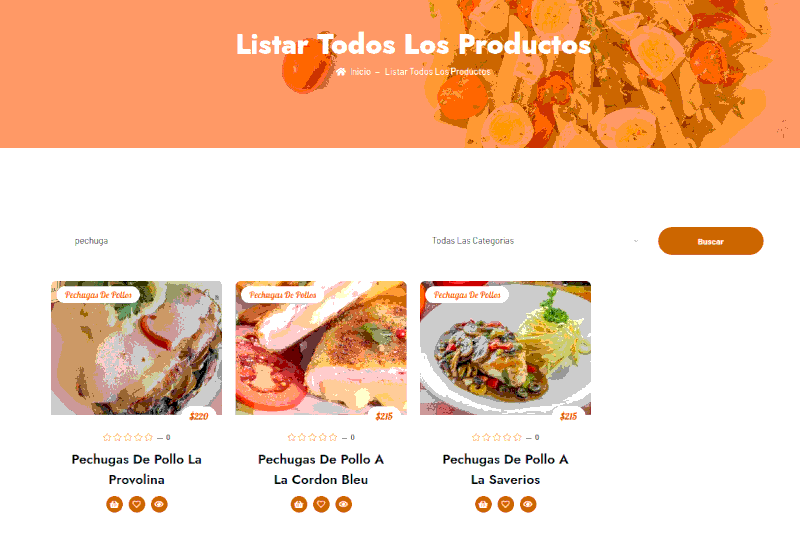 Listar Todos Los Productos
Inicio – Listar Todos Los Productos
pechuga
Todas Las Categorias
Buscar
Pechugas De Pollos
Pechugas De Pollos
Pechugas De Pollos
$220
$215
$215
— 0
— 0
— 0
Pechugas De Pollo La
Provolina
Pechugas De Pollo A
La Cordon Bleu
Pechugas De Pollo A
La Saverios